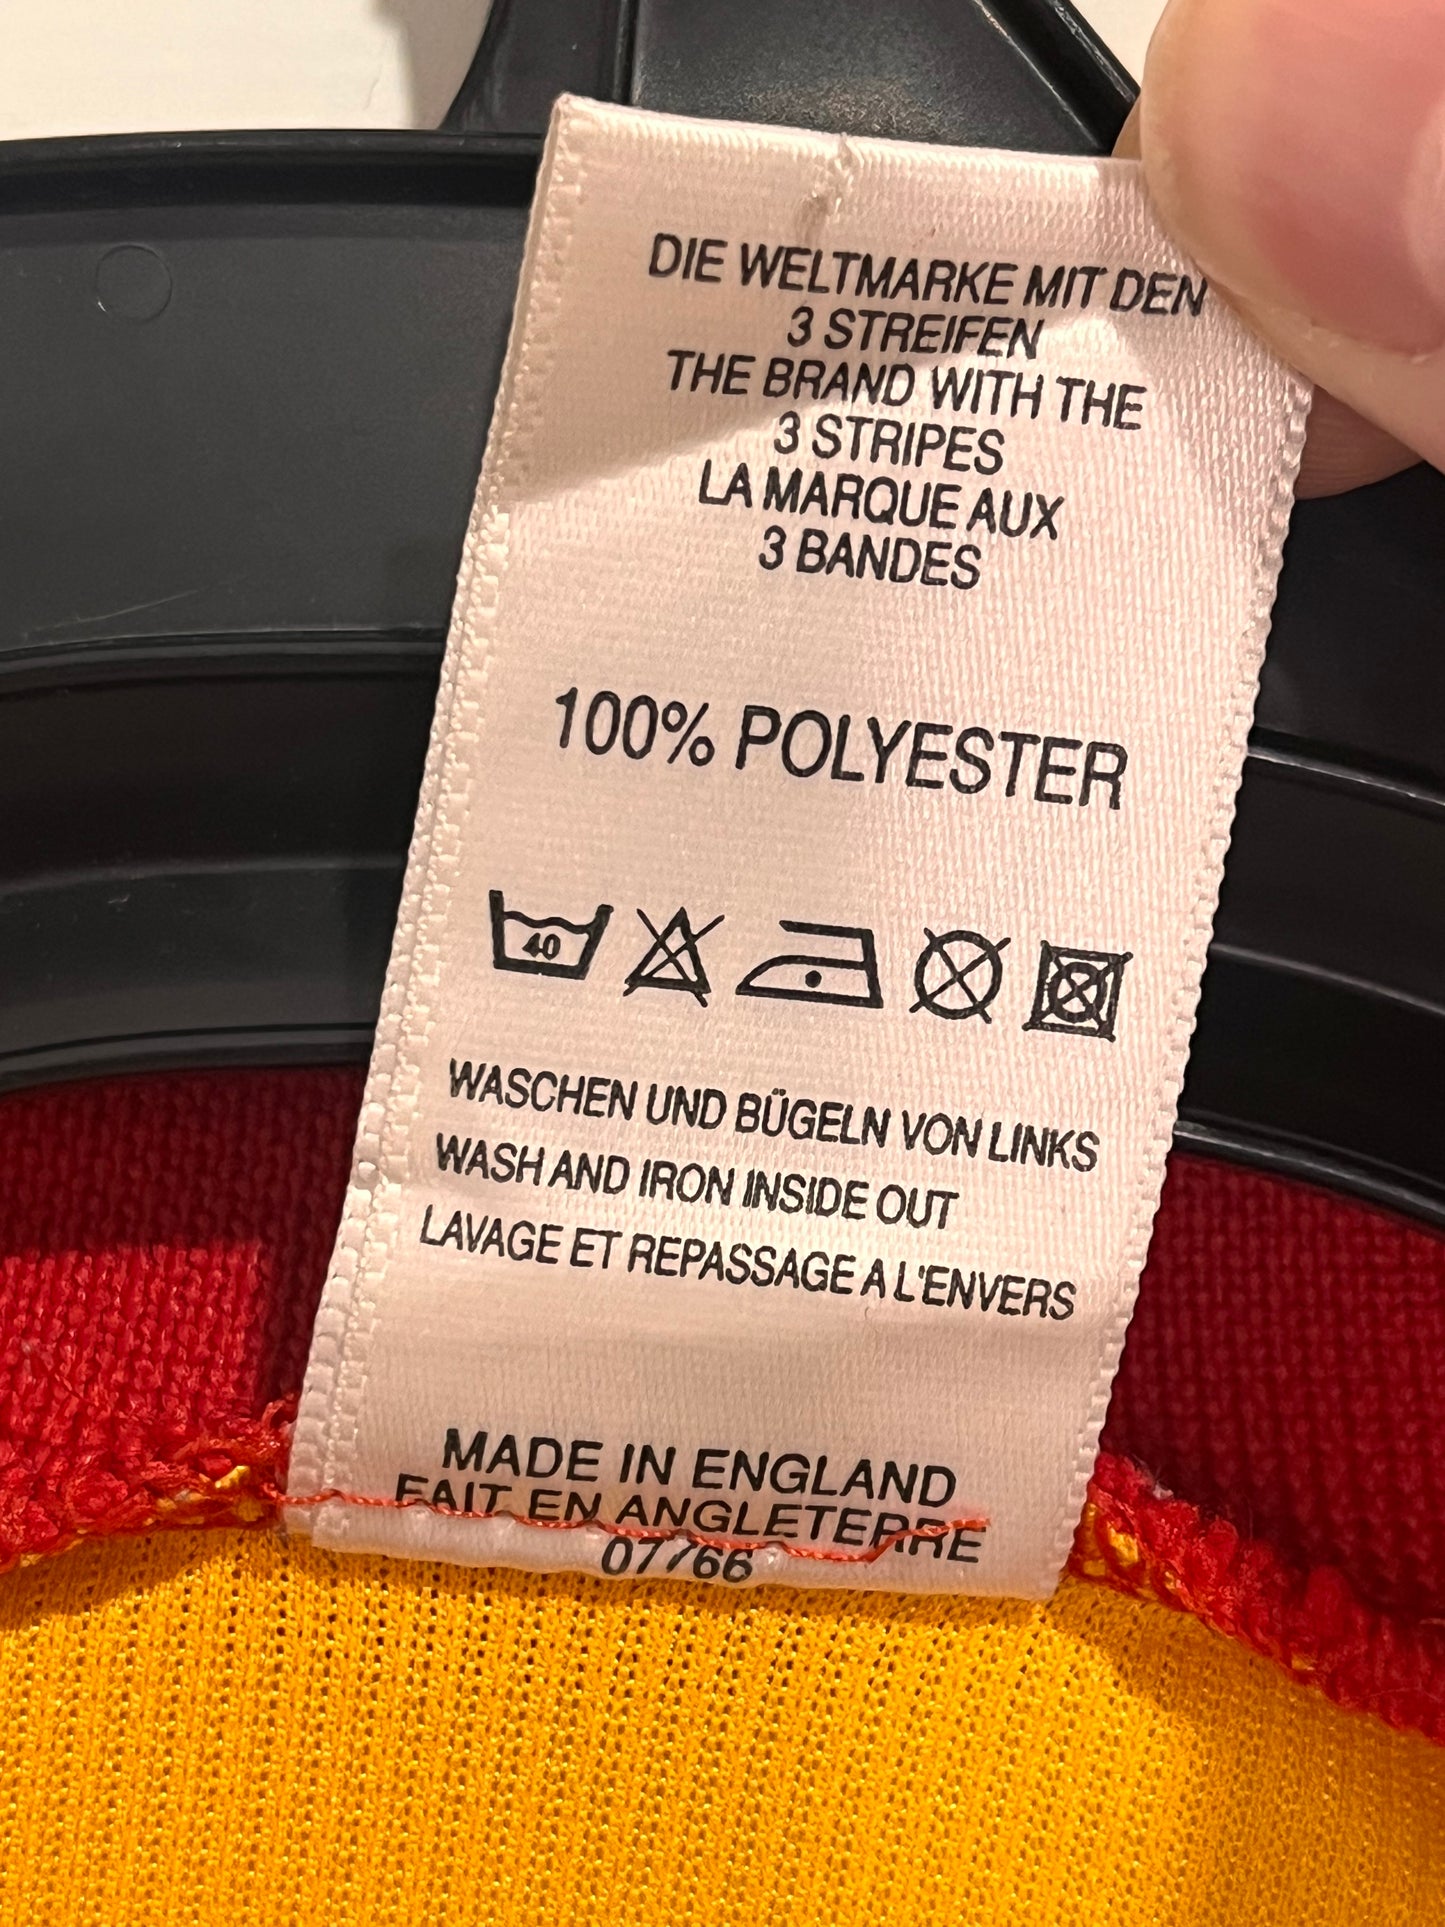 DIE WELTMARKE MIT DEN
3 STREIFEN
THE BRAND WITH THE
3 STRIPES
LA MARQUE AUX
3 BANDES
100% POLYESTER
40
WASCHEN UND BÜGELN VON LINKS
WASH AND IRON INSIDE OUT
LAVAGE ET REPASSAGE A L'ENVERS
MADE IN ENGLAND
FAIT EN ANGLETERRE
07766